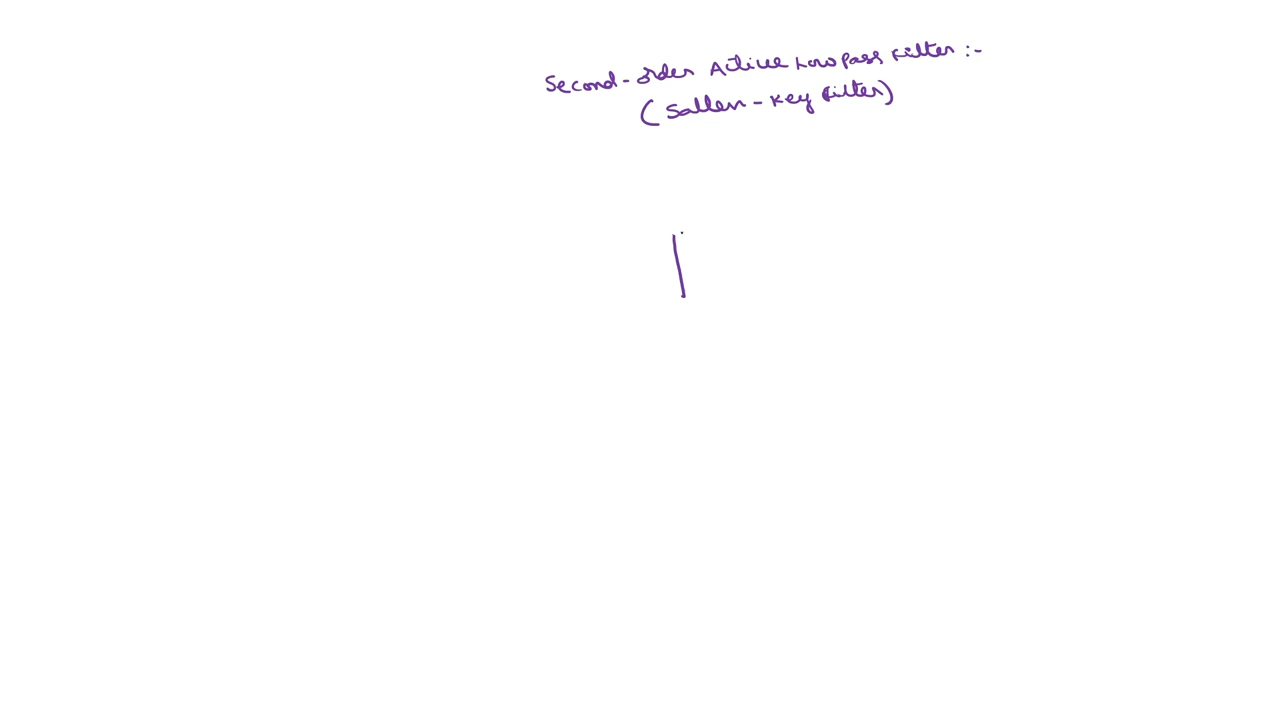 Second-order Active Low Pass Filter :-
(Sallen-Key Filter)